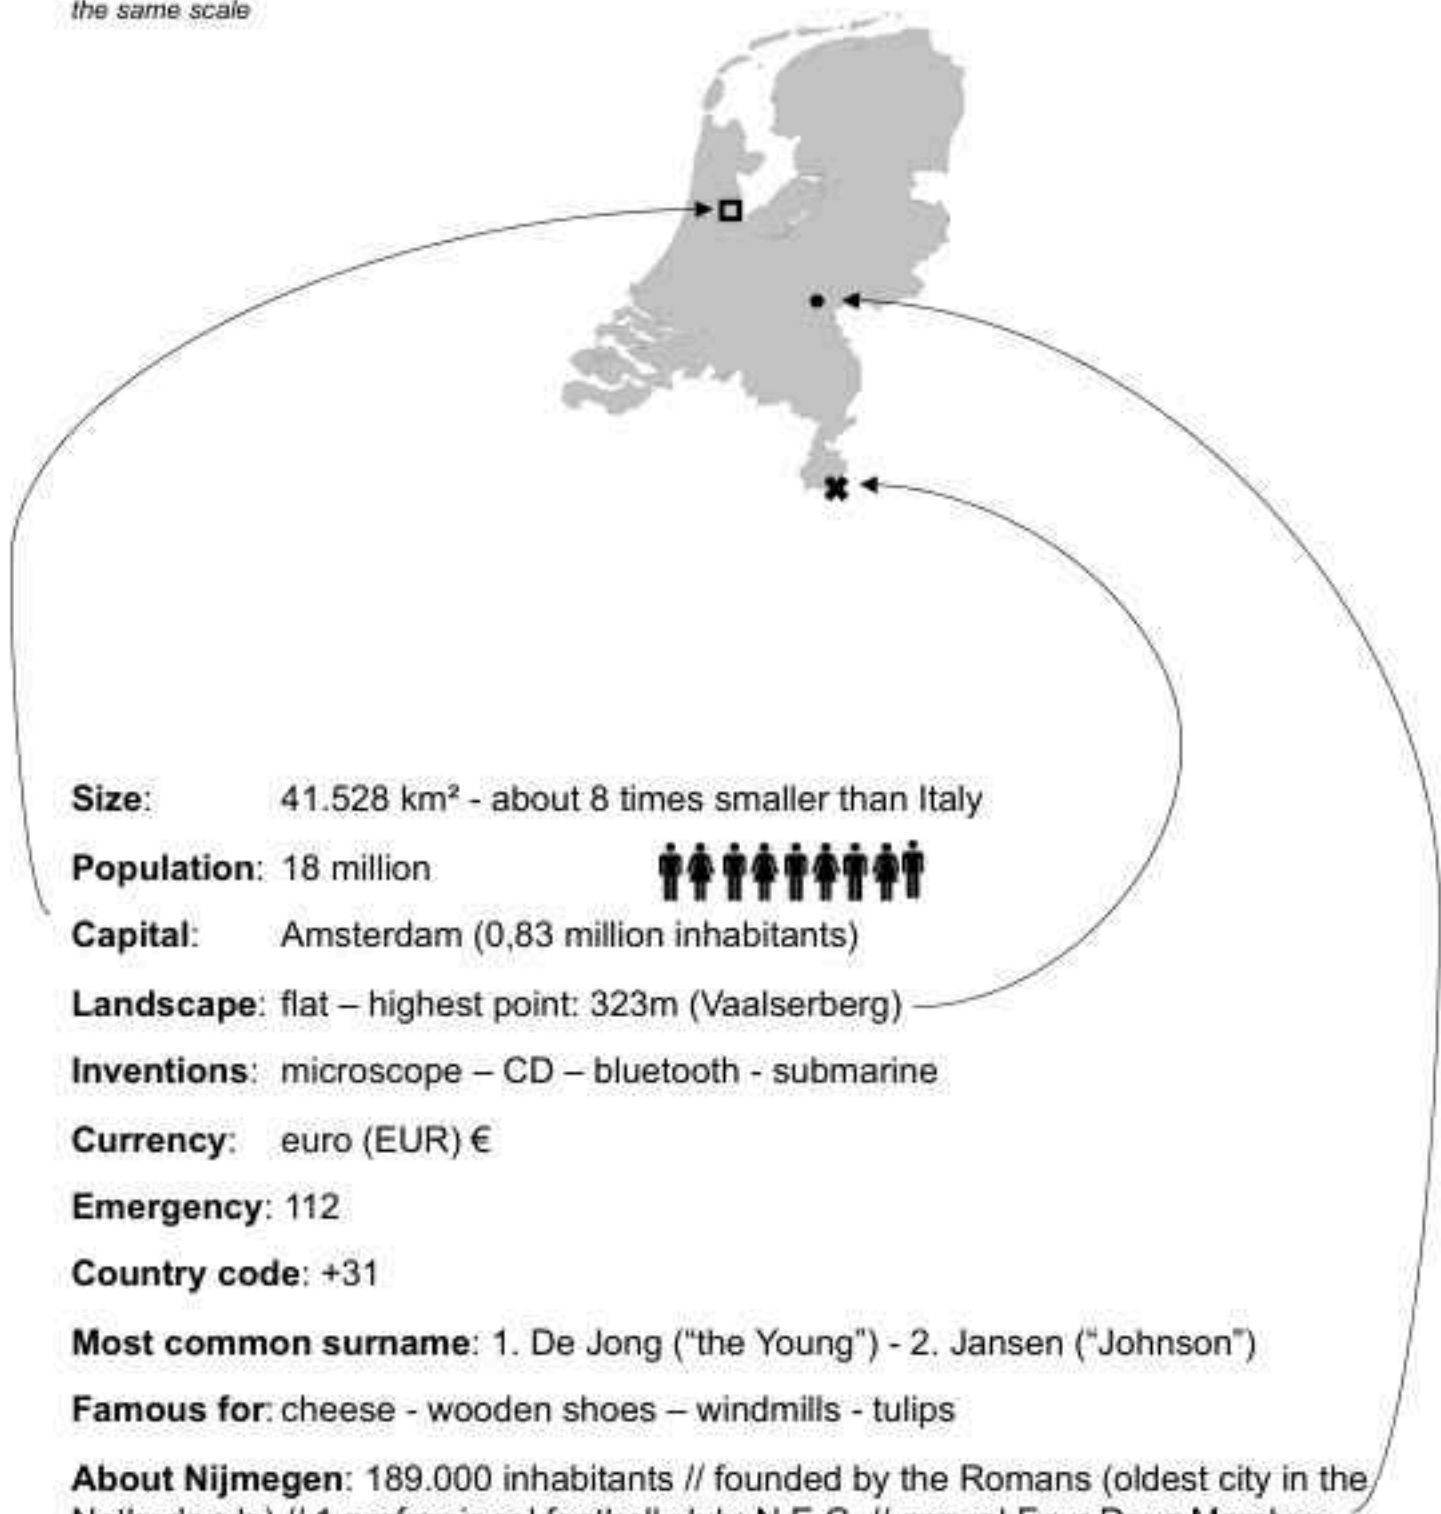 the same scale
Size: 41.528 km² - about 8 times smaller than Italy
Population: 18 million
Capital: Amsterdam (0,83 million inhabitants)
Landscape: flat – highest point: 323m (Vaalserberg)
Inventions: microscope – CD – bluetooth - submarine
Currency: euro (EUR) €
Emergency: 112
Country code: +31
Most common surname: 1. De Jong (“the Young”) - 2. Jansen (“Johnson”)
Famous for: cheese - wooden shoes – windmills - tulips
About Nijmegen: 189.000 inhabitants // founded by the Romans (oldest city in the